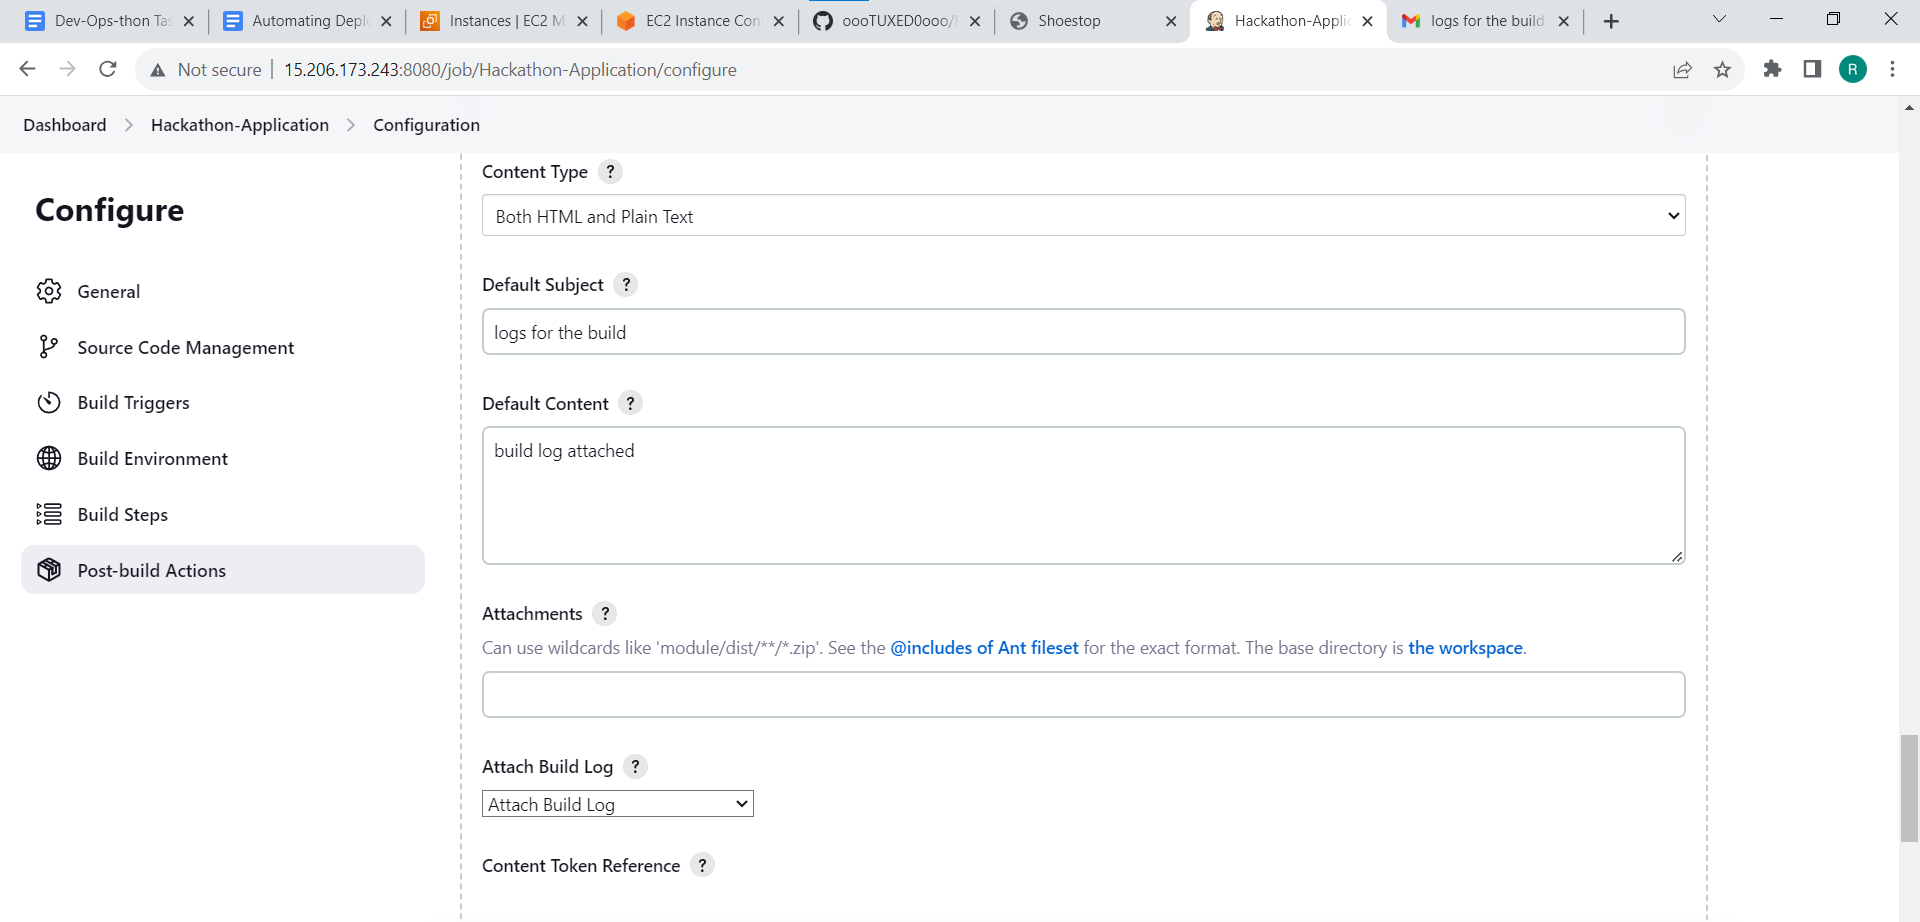 Dev-Ops-thon Tas
Automating Deplo
Instances | EC2 M
EC2 Instance Con
oooTUXED0ooo/
Shoestop
Hackathon-Applic
logs for the build
Not secure
15.206.173.243:8080/job/Hackathon-Application/configure
R
Dashboard
Hackathon-Application
Configuration
Configure
General
Source Code Management
Build Triggers
Build Environment
Build Steps
Post-build Actions
Content Type ?
Both HTML and Plain Text
Default Subject ?
logs for the build
Default Content ?
build log attached
Attachments ?
Can use wildcards like 'module/dist/**/*.zip'. See the @includes of Ant fileset for the exact format. The base directory is the workspace.
Attach Build Log ?
Attach Build Log
Content Token Reference ?